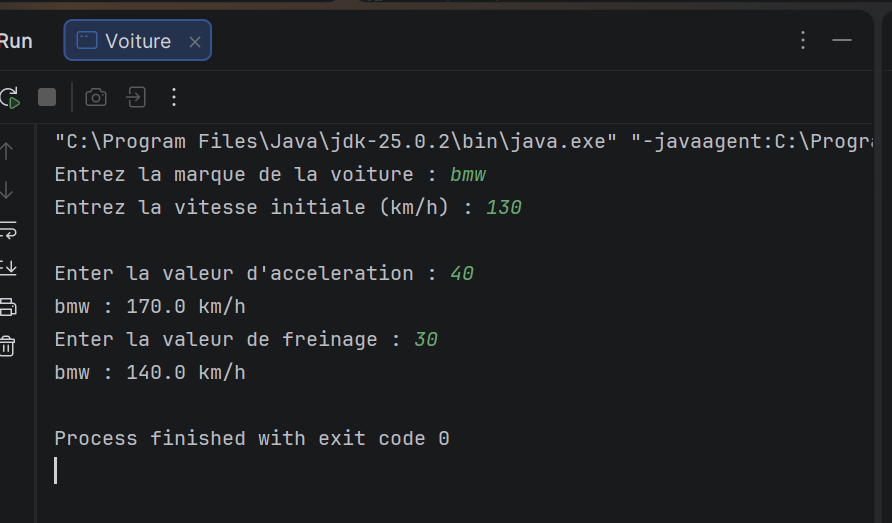 Run
Voiture
"C:\Program Files\Java\jdk-25.0.2\bin\java.exe" "-javaagent:C:\Progra
Entrez la marque de la voiture : bmw
Entrez la vitesse initiale (km/h) : 130
Enter la valeur d'acceleration : 40
bmw : 170.0 km/h
Enter la valeur de freinage : 30
bmw : 140.0 km/h
Process finished with exit code 0